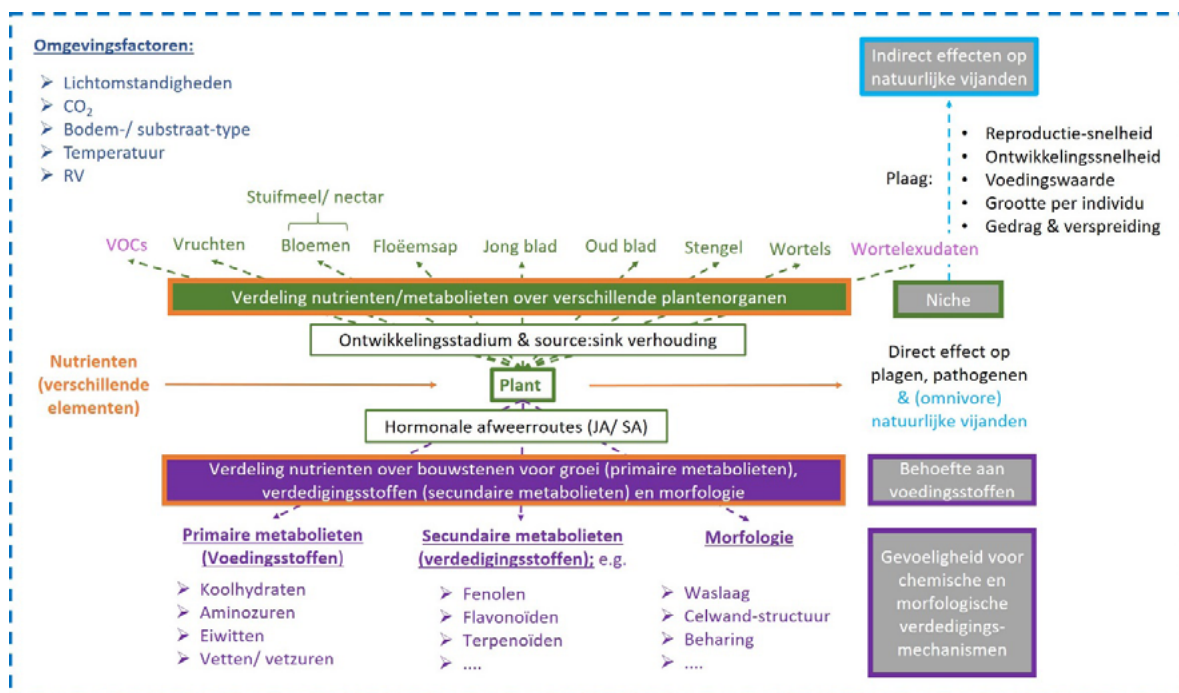 Omgevingsfactoren:
➢ Lichtomstandigheden
➢ CO₂
➢ Bodem-/ substraat-type
➢ Temperatuur
➢ RV
Indirect effecten op
natuurlijke vijanden
Plaag:
• Reproductie-snelheid
• Ontwikkelingssnelheid
• Voedingswaarde
• Grootte per individu
• Gedrag & verspreiding
Stuifmeel/ nectar
VOCs Vruchten Bloemen Floëemsap Jong blad Oud blad Stengel Wortels Wortelexudaten
Verdeling nutrienten/metabolieten over verschillende plantenorganen
Niche
Ontwikkelingsstadium & source:sink verhouding
Nutrienten
(verschillende
elementen)
Plant
Direct effect op
plagen, pathogenen
& (omnivore)
natuurlijke vijanden
Hormonale afweerroutes (JA/ SA)
Verdeling nutrienten over bouwstenen voor groei (primaire metabolieten),
verdedigingsstoffen (secundaire metabolieten) en morfologie
Behoefte aan
voedingsstoffen
Primaire metabolieten
(Voedingsstoffen)
➢ Koolhydraten
➢ Aminozuren
➢ Eiwitten
➢ Vetten/ vetzuren
Secundaire metabolieten
(verdedigingsstoffen); e.g.
➢ Fenolen
➢ Flavonoïden
➢ Terpenoïden
➢ ....
Morfologie
➢ Waslaag
➢ Celwand-structuur
➢ Beharing
➢ ....
Gevoeligheid voor
chemische en
morfologische
verdedigings-
mechanismen